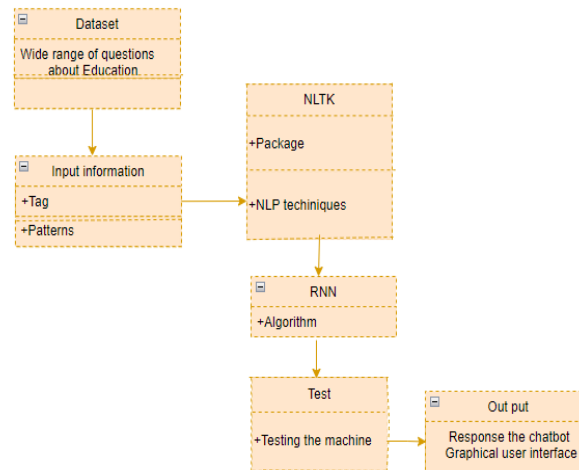 Dataset
Wide range of questions
about Education.
Input information
+Tag
+Patterns
NLTK
+Package
+NLP techiniques
RNN
+Algorithm
Test
+Testing the machine
Out put
Response the chatbot
Graphical user interface